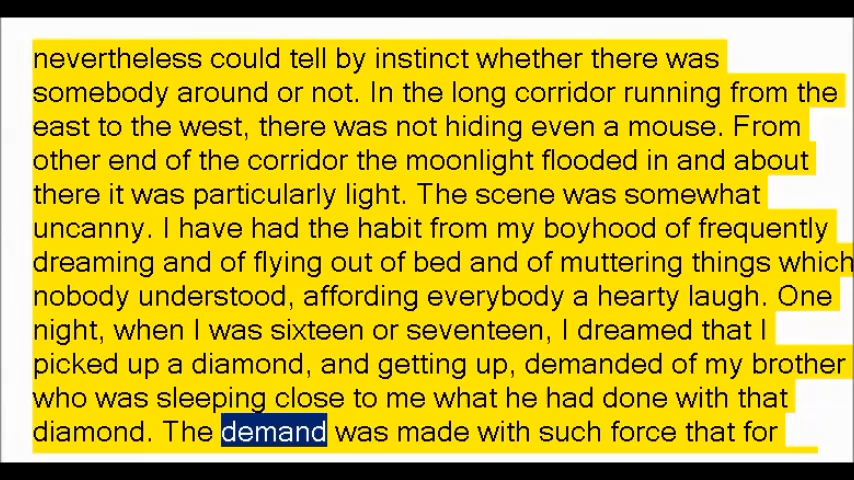 nevertheless could tell by instinct whether there was
somebody around or not. In the long corridor running from the
east to the west, there was not hiding even a mouse. From
other end of the corridor the moonlight flooded in and about
there it was particularly light. The scene was somewhat
uncanny. I have had the habit from my boyhood of frequently
dreaming and of flying out of bed and of muttering things which
nobody understood, affording everybody a hearty laugh. One
night, when I was sixteen or seventeen, I dreamed that I
picked up a diamond, and getting up, demanded of my brother
who was sleeping close to me what he had done with that
diamond. The demand was made with such force that for